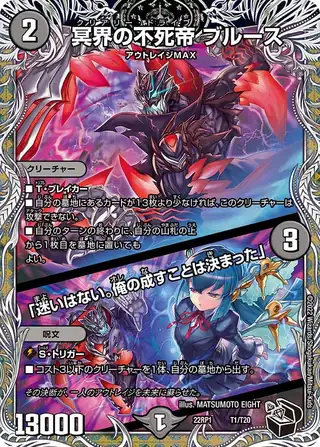 2
冥界の不死帝 ブルース
アウトレイジMAX
クリーチャー
■T・ブレイカー
■自分の墓地にあるカードが13枚より少なければ、このクリーチャーは
攻撃できない。
■自分のターンの終わりに、自分の山札の上
から1枚目を墓地に置いてもよい。
3
「迷いはない。俺の成すことは決まった」
オレ
呪文
■S・トリガー
■コスト3以下のクリーチャーを1体、自分の墓地から出す。
その決断が、一人のアウトレイジを未来に蘇らせた。
illus. MATSUMOTO EIGHT
13000
1
22RP1
T1/T20